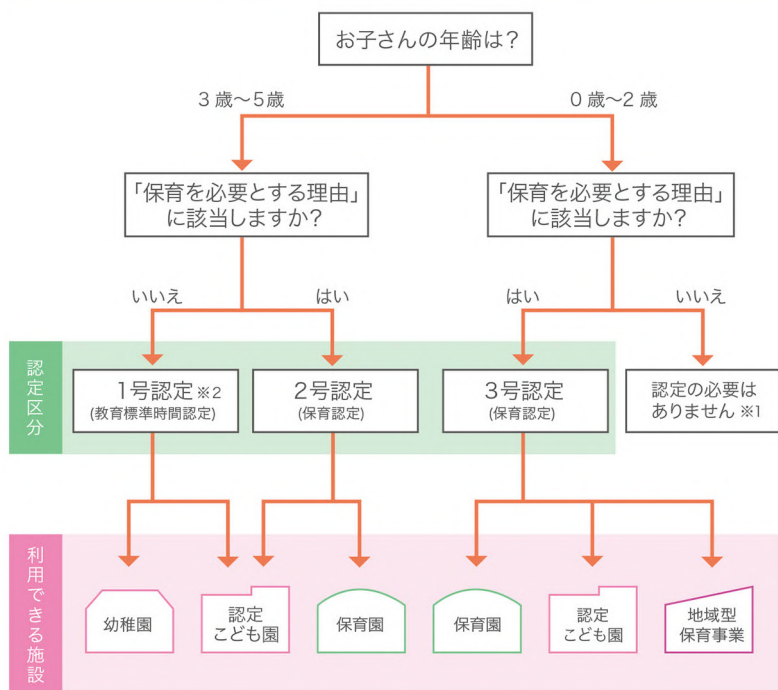 お子さんの年齢は？
3歳～5歳
0歳～2歳
「保育を必要とする理由」
に該当しますか？
「保育を必要とする理由」
に該当しますか？
いいえ
はい
はい
いいえ
認定区分
1号認定 ※2
(教育標準時間認定)
2号認定
(保育認定)
3号認定
(保育認定)
認定の必要は
ありません ※1
利用できる施設
幼稚園
認定
こども園
保育園
保育園
認定
こども園
地域型
保育事業